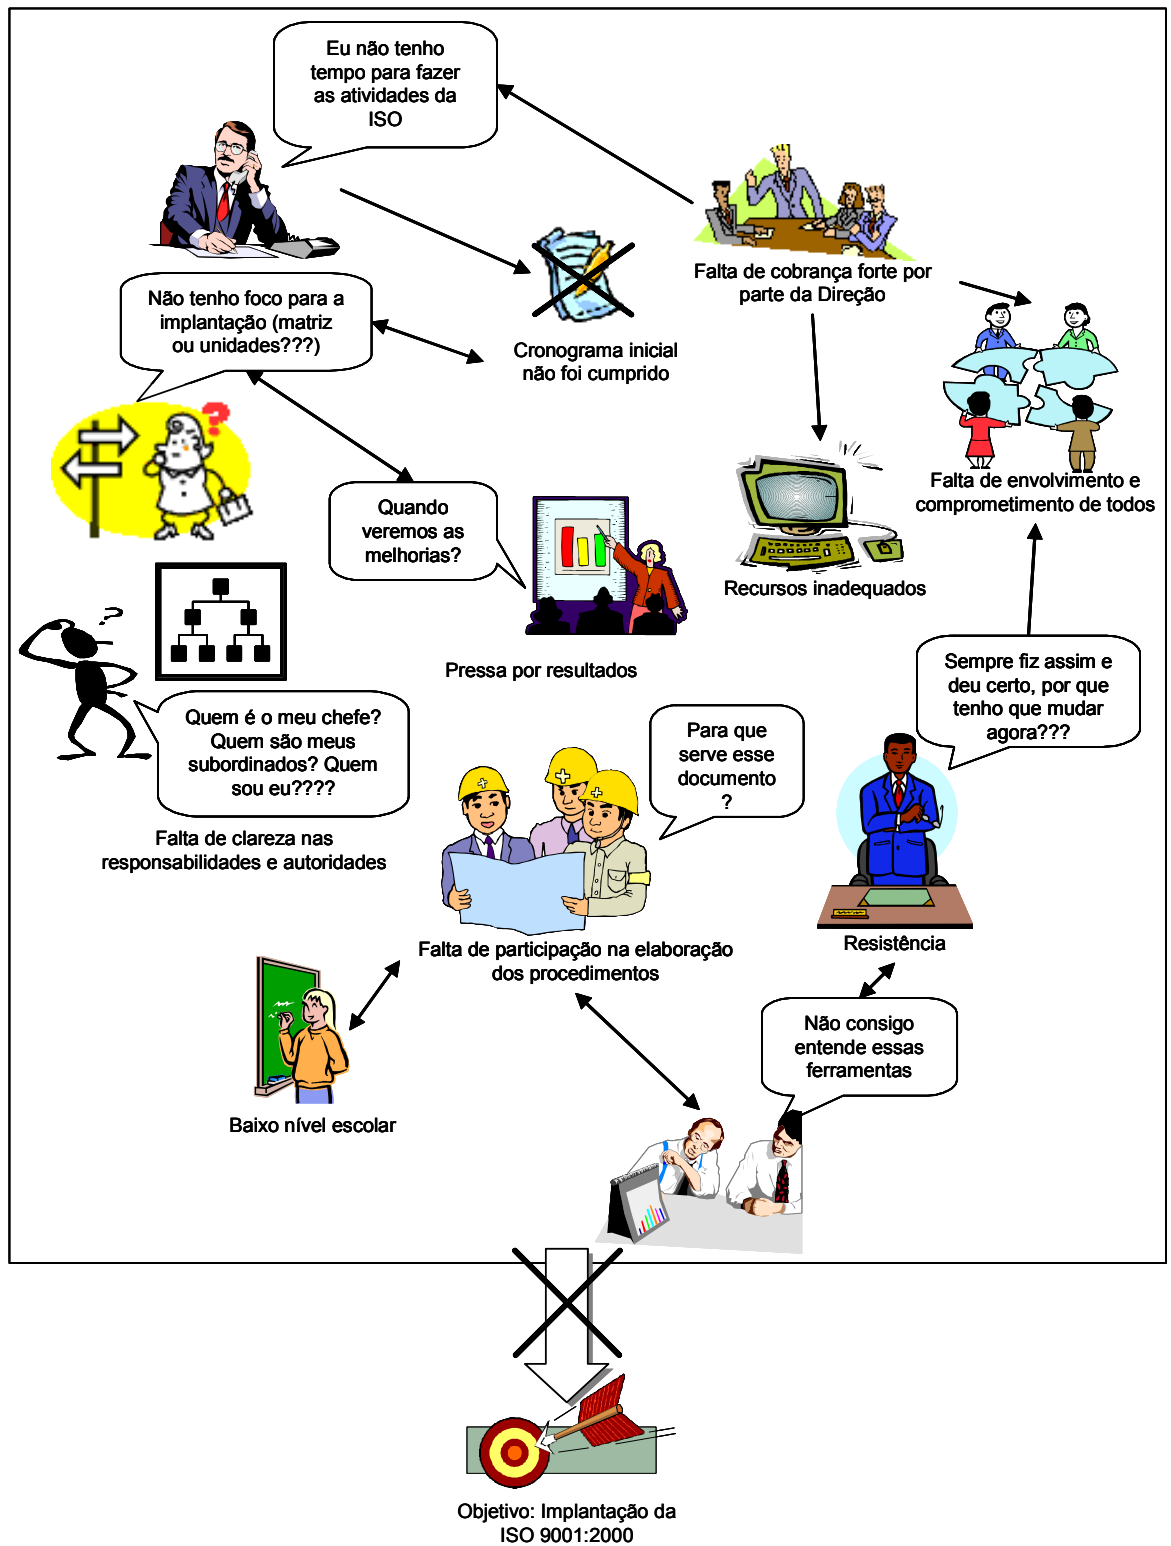 Eu não tenho
tempo para fazer
as atividades da
ISO
Falta de cobrança forte por
parte da Direção
Não tenho foco para a
implantação (matriz
ou unidades???)
Cronograma inicial
não foi cumprido
Falta de envolvimento e
comprometimento de todos
Quando
veremos as
melhorias?
Recursos inadequados
Pressa por resultados
Sempre fiz assim e
deu certo, por que
tenho que mudar
agora???
Quem é o meu chefe?
Quem são meus
subordinados? Quem
sou eu????
Para que
serve esse
documento
?
Falta de clareza nas
responsabilidades e autoridades
Falta de participação na elaboração
dos procedimentos
Resistência
Não consigo
entende essas
ferramentas
Baixo nível escolar
Objetivo: Implantação da
ISO 9001:2000